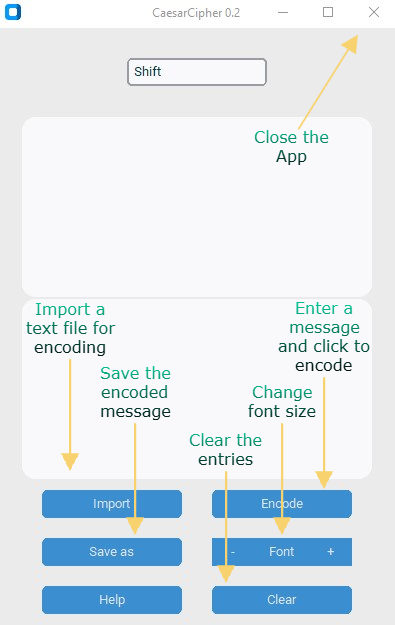 CaesarCipher 0.2
Shift
Close the
App
Import a
text file for
encoding
Enter a
message
and click to
encode
Save the
encoded
message
Change
font size
Clear the
entries
Import
Encode
Save as
- Font +
Help
Clear